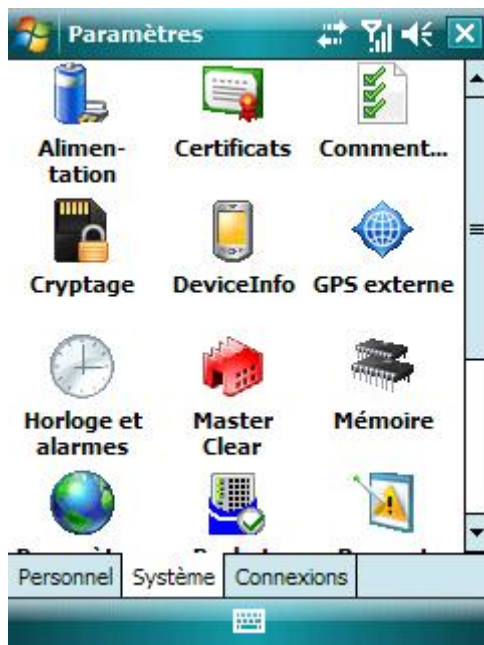 Paramètres
Alimen-
tation
Certificats
Comment...
Cryptage
DeviceInfo
GPS externe
Horloge et
alarmes
Master
Clear
Mémoire
Personnel
Système
Connexions